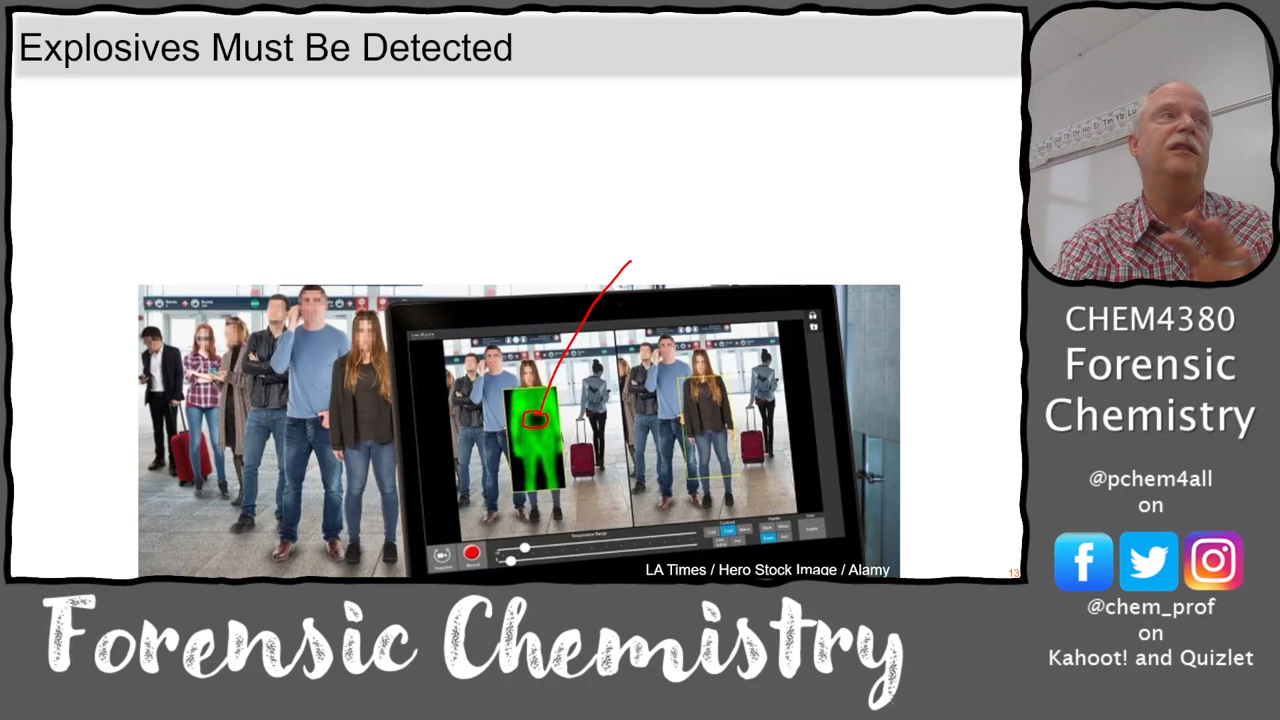 Explosives Must Be Detected
LA Times / Hero Stock Image / Alamy
13
CHEM4380
Forensic
Chemistry
@pchem4all
on
@chem_prof
on
Kahoot! and Quizlet
Forensic Chemistry